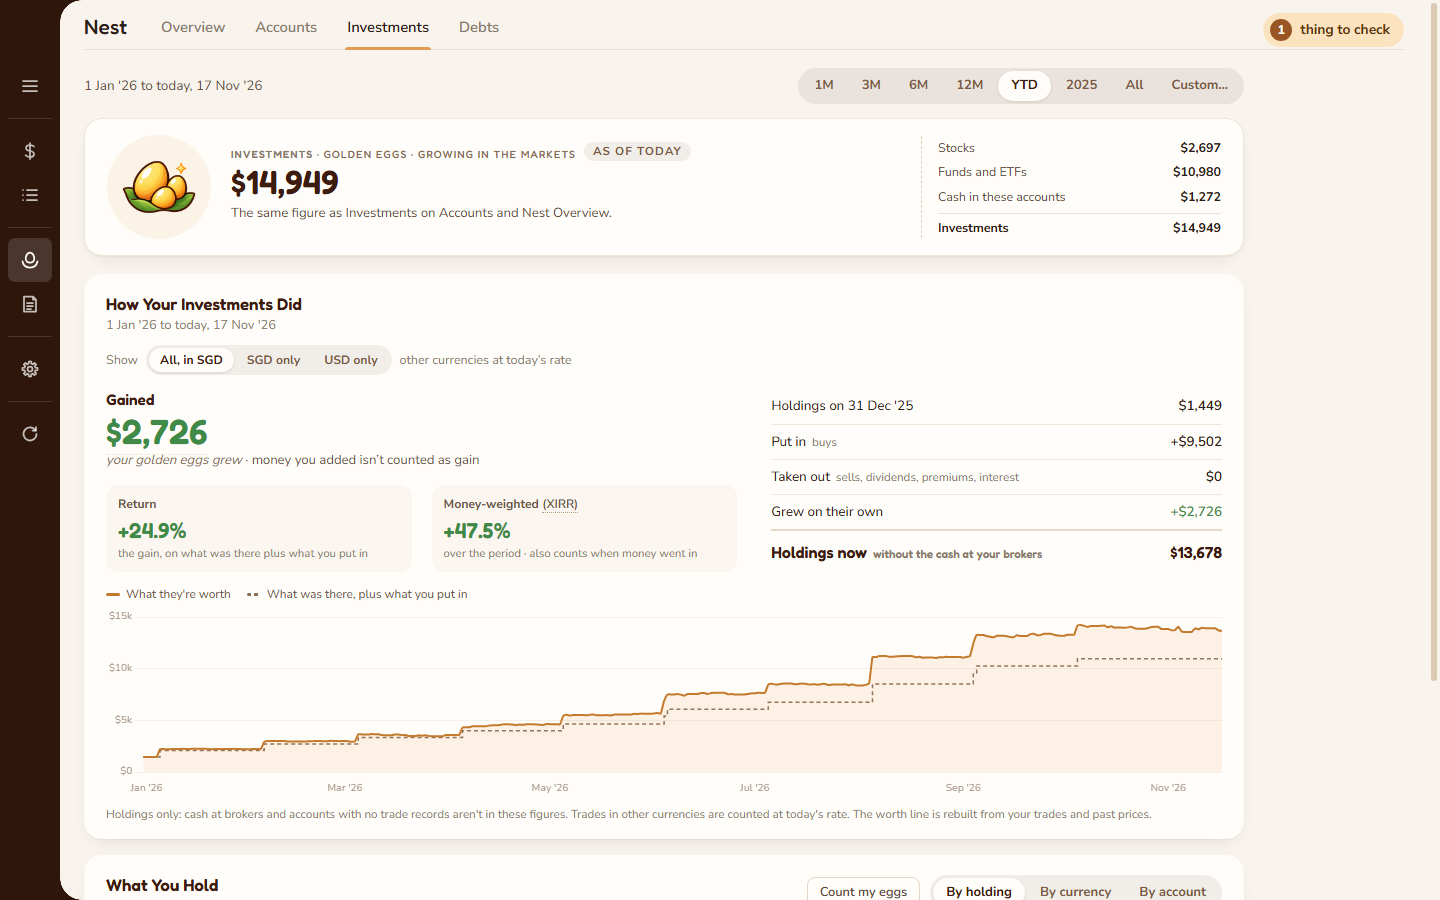 Nest Overview Accounts Investments Debts 1 thing to check
1 Jan '26 to today, 17 Nov '26 1M 3M 6M 12M YTD 2025 All Custom...
INVESTMENTS · GOLDEN EGGS · GROWING IN THE MARKETS AS OF TODAY
$14,949
The same figure as Investments on Accounts and Nest Overview.
Stocks $2,697
Funds and ETFs $10,980
Cash in these accounts $1,272
Investments $14,949
How Your Investments Did
1 Jan '26 to today, 17 Nov '26
Show All, in SGD SGD only USD only other currencies at today's rate
Gained
$2,726
your golden eggs grew · money you added isn't counted as gain
Return
+24.9%
the gain, on what was there plus what you put in
Money-weighted (XIRR)
+47.5%
over the period · also counts when money went in
Holdings on 31 Dec '25 $1,449
Put in buys +$9,502
Taken out sells, dividends, premiums, interest $0
Grew on their own +$2,726
Holdings now without the cash at your brokers $13,678
What they're worth What was there, plus what you put in
$15k
$10k
$5k
$0
Jan '26 Mar '26 May '26 Jul '26 Sep '26 Nov '26
Holdings only: cash at brokers and accounts with no trade records aren't in these figures. Trades in other currencies are counted at today's rate. The worth line is rebuilt from your trades and past prices.
What You Hold Count my eggs By holding By currency By account